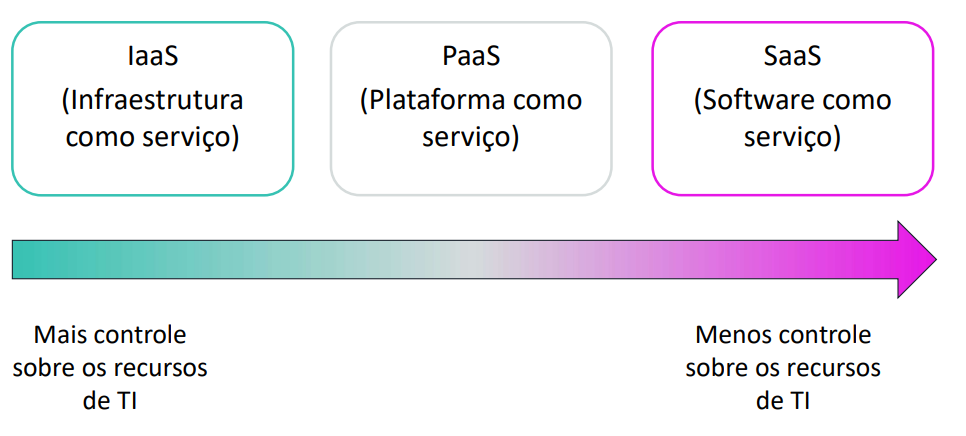 IaaS
(Infraestrutura
como serviço)
PaaS
(Plataforma como
serviço)
SaaS
(Software como
serviço)
Mais controle
sobre os recursos
de TI
Menos controle
sobre os recursos
de TI